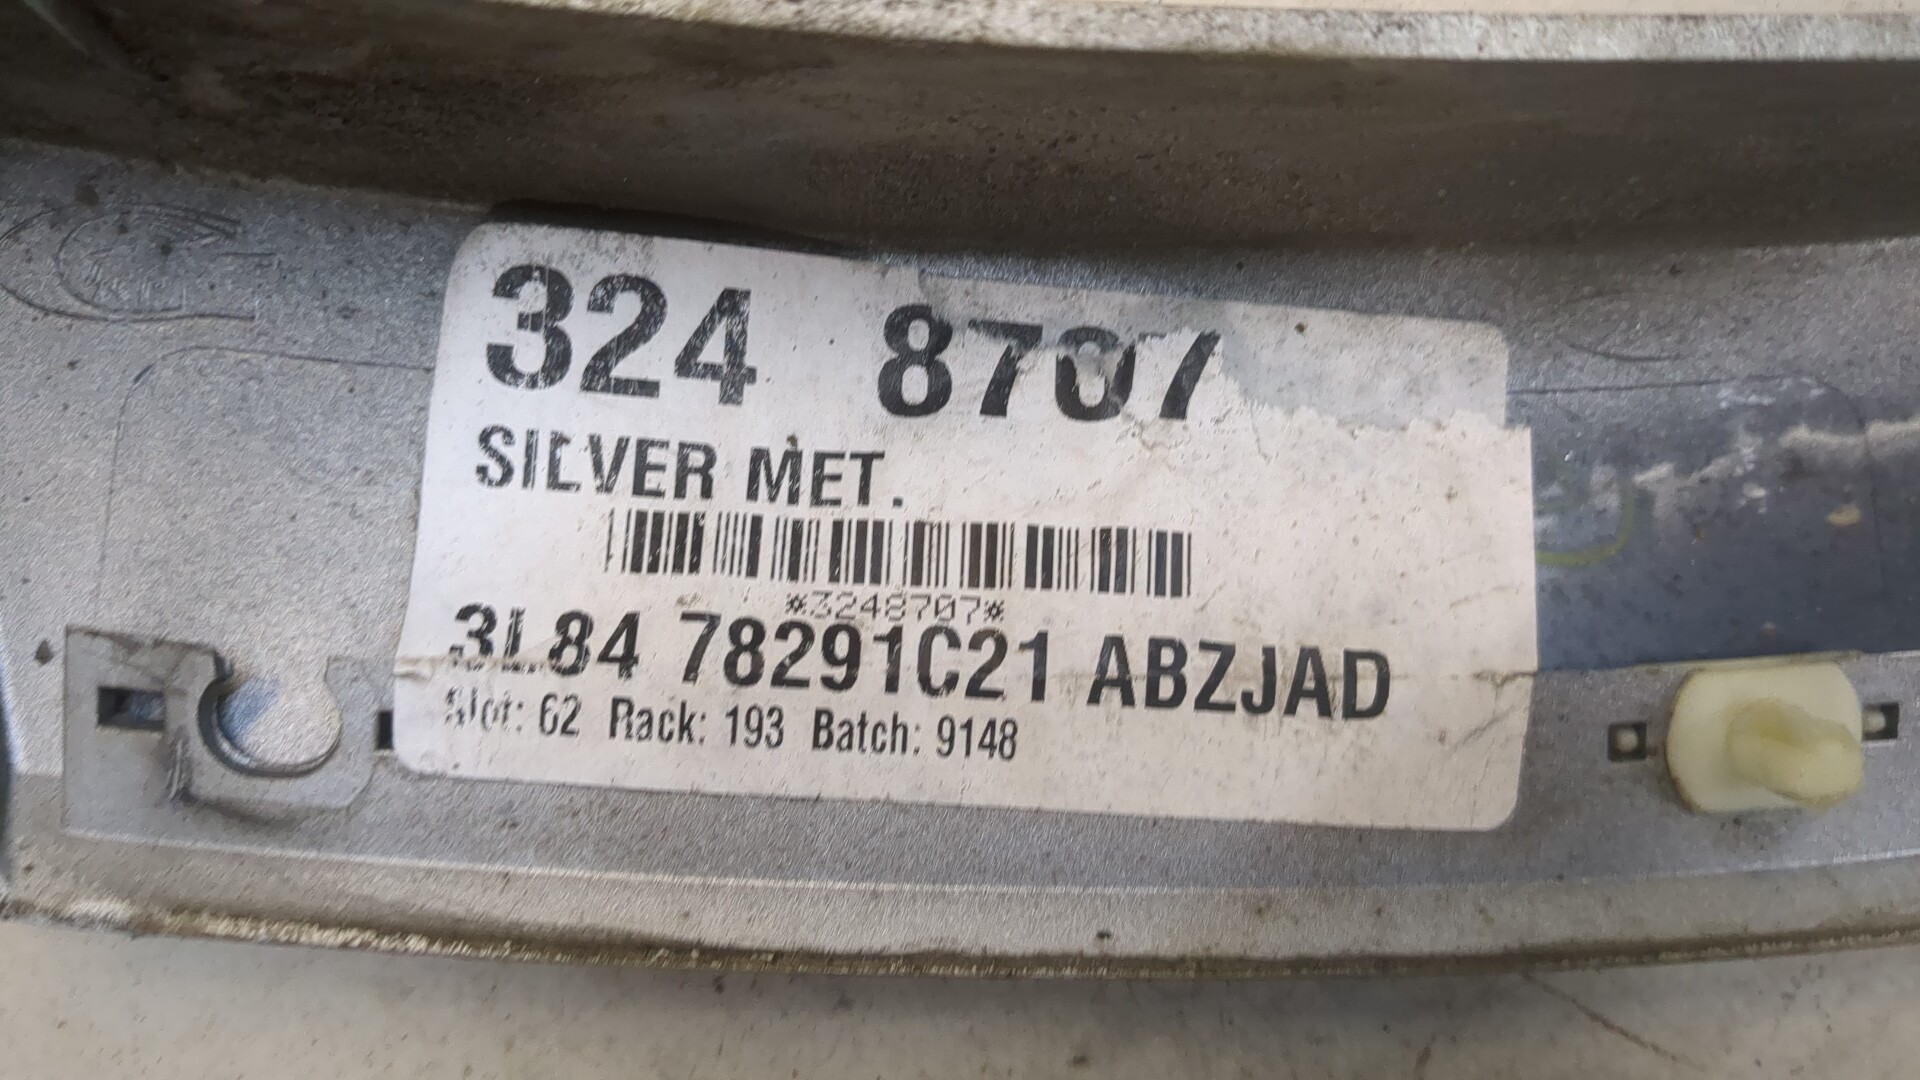 324 8707
SILVER MET.
*3248707*
3L84 78291C21 ABZJAD
Slot: 62 Rack: 193 Batch: 9148